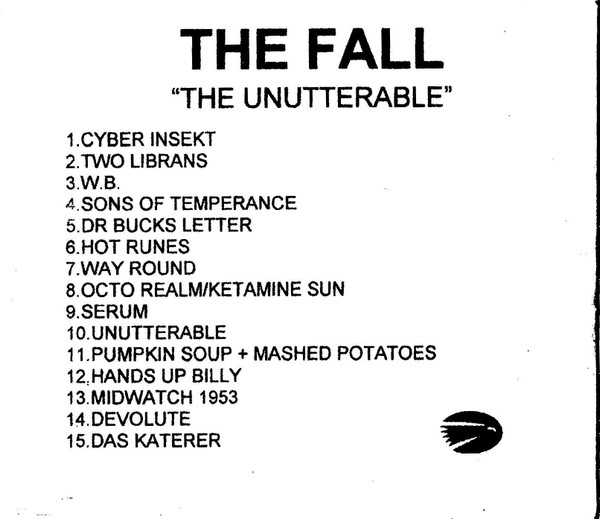 THE FALL
"THE UNUTTERABLE"
1.CYBER INSEKT
2.TWO LIBRANS
3.W.B.
4.SONS OF TEMPERANCE
5.DR BUCKS LETTER
6.HOT RUNES
7.WAY ROUND
8.OCTO REALM/KETAMINE SUN
9.SERUM
10.UNUTTERABLE
11.PUMPKIN SOUP + MASHED POTATOES
12.HANDS UP BILLY
13.MIDWATCH 1953
14.DEVOLUTE
15.DAS KATERER